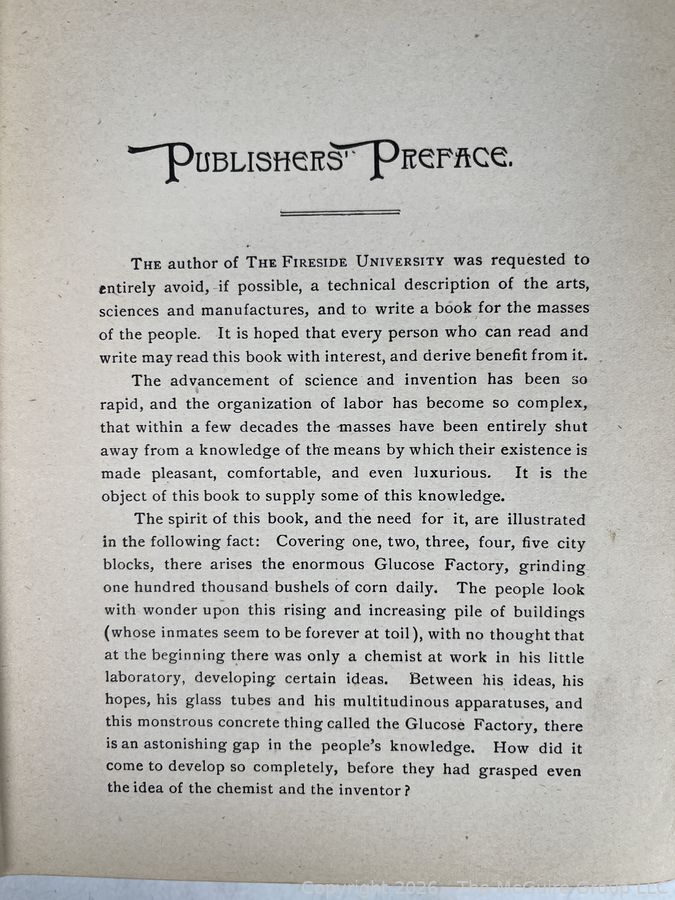 PUBLISHERS' PREFACE.
THE author of THE FIRESIDE UNIVERSITY was requested to
entirely avoid, if possible, a technical description of the arts,
sciences and manufactures, and to write a book for the masses
of the people. It is hoped that every person who can read and
write may read this book with interest, and derive benefit from it.
The advancement of science and invention has been so
rapid, and the organization of labor has become so complex,
that within a few decades the masses have been entirely shut
away from a knowledge of the means by which their existence is
made pleasant, comfortable, and even luxurious. It is the
object of this book to supply some of this knowledge.
The spirit of this book, and the need for it, are illustrated
in the following fact: Covering one, two, three, four, five city
blocks, there arises the enormous Glucose Factory, grinding
one hundred thousand bushels of corn daily. The people look
with wonder upon this rising and increasing pile of buildings
(whose inmates seem to be forever at toil), with no thought that
at the beginning there was only a chemist at work in his little
laboratory, developing certain ideas. Between his ideas, his
hopes, his glass tubes and his multitudinous apparatuses, and
this monstrous concrete thing called the Glucose Factory, there
is an astonishing gap in the people's knowledge. How did it
come to develop so completely, before they had grasped even
the idea of the chemist and the inventor?
Copyright 2026 - The McGuire Group LLC